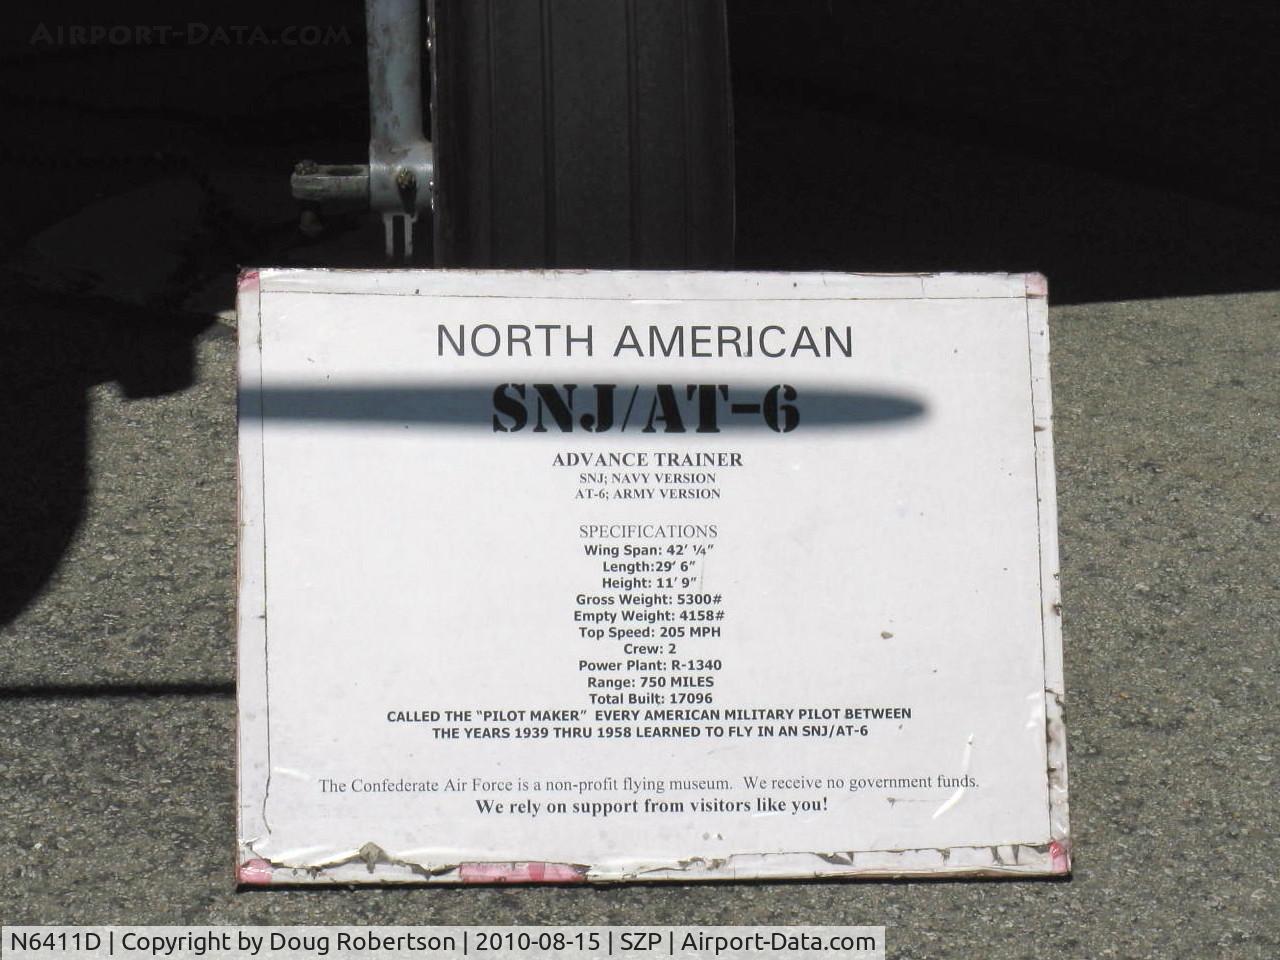 AIRPORT-DATA.COM
NORTH AMERICAN
SNJ/AT-6
ADVANCE TRAINER
SNJ; NAVY VERSION
AT-6; ARMY VERSION
SPECIFICATIONS
Wing Span: 42’ ¼”
Length:29’ 6”
Height: 11’ 9”
Gross Weight: 5300#
Empty Weight: 4158#
Top Speed: 205 MPH
Crew: 2
Power Plant: R-1340
Range: 750 MILES
Total Built: 17096
CALLED THE “PILOT MAKER” EVERY AMERICAN MILITARY PILOT BETWEEN
THE YEARS 1939 THRU 1958 LEARNED TO FLY IN AN SNJ/AT-6
The Confederate Air Force is a non-profit flying museum. We receive no government funds.
We rely on support from visitors like you!
N6411D | Copyright by Doug Robertson | 2010-08-15 | SZP | Airport-Data.com